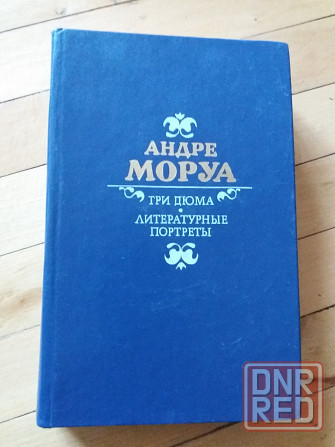 АНДРЕ
МОРУА
ТРИ ДЮМА
ЛИТЕРАТУРНЫЕ
ПОРТРЕТЫ
DNR
RED